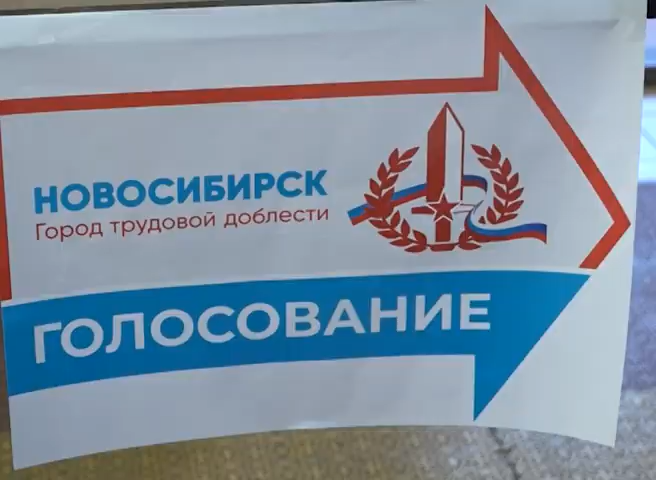 НОВОСИБИРСК
Город трудовой доблести
ГОЛОСОВАНИЕ